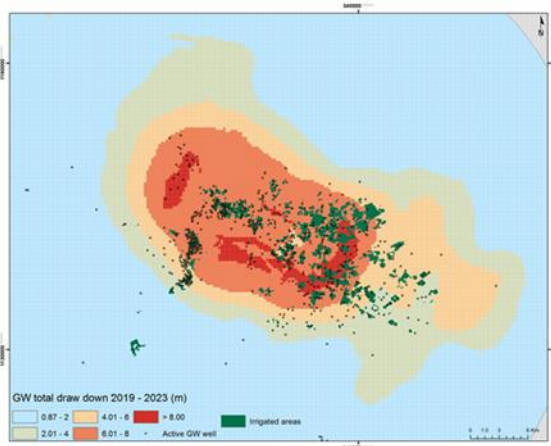 540000
N
GW total draw down 2019 - 2023 (m)
0.87 - 2 4.01 - 6 > 8.00 Irrigated areas
2.01 - 4 6.01 - 8 Active GW well